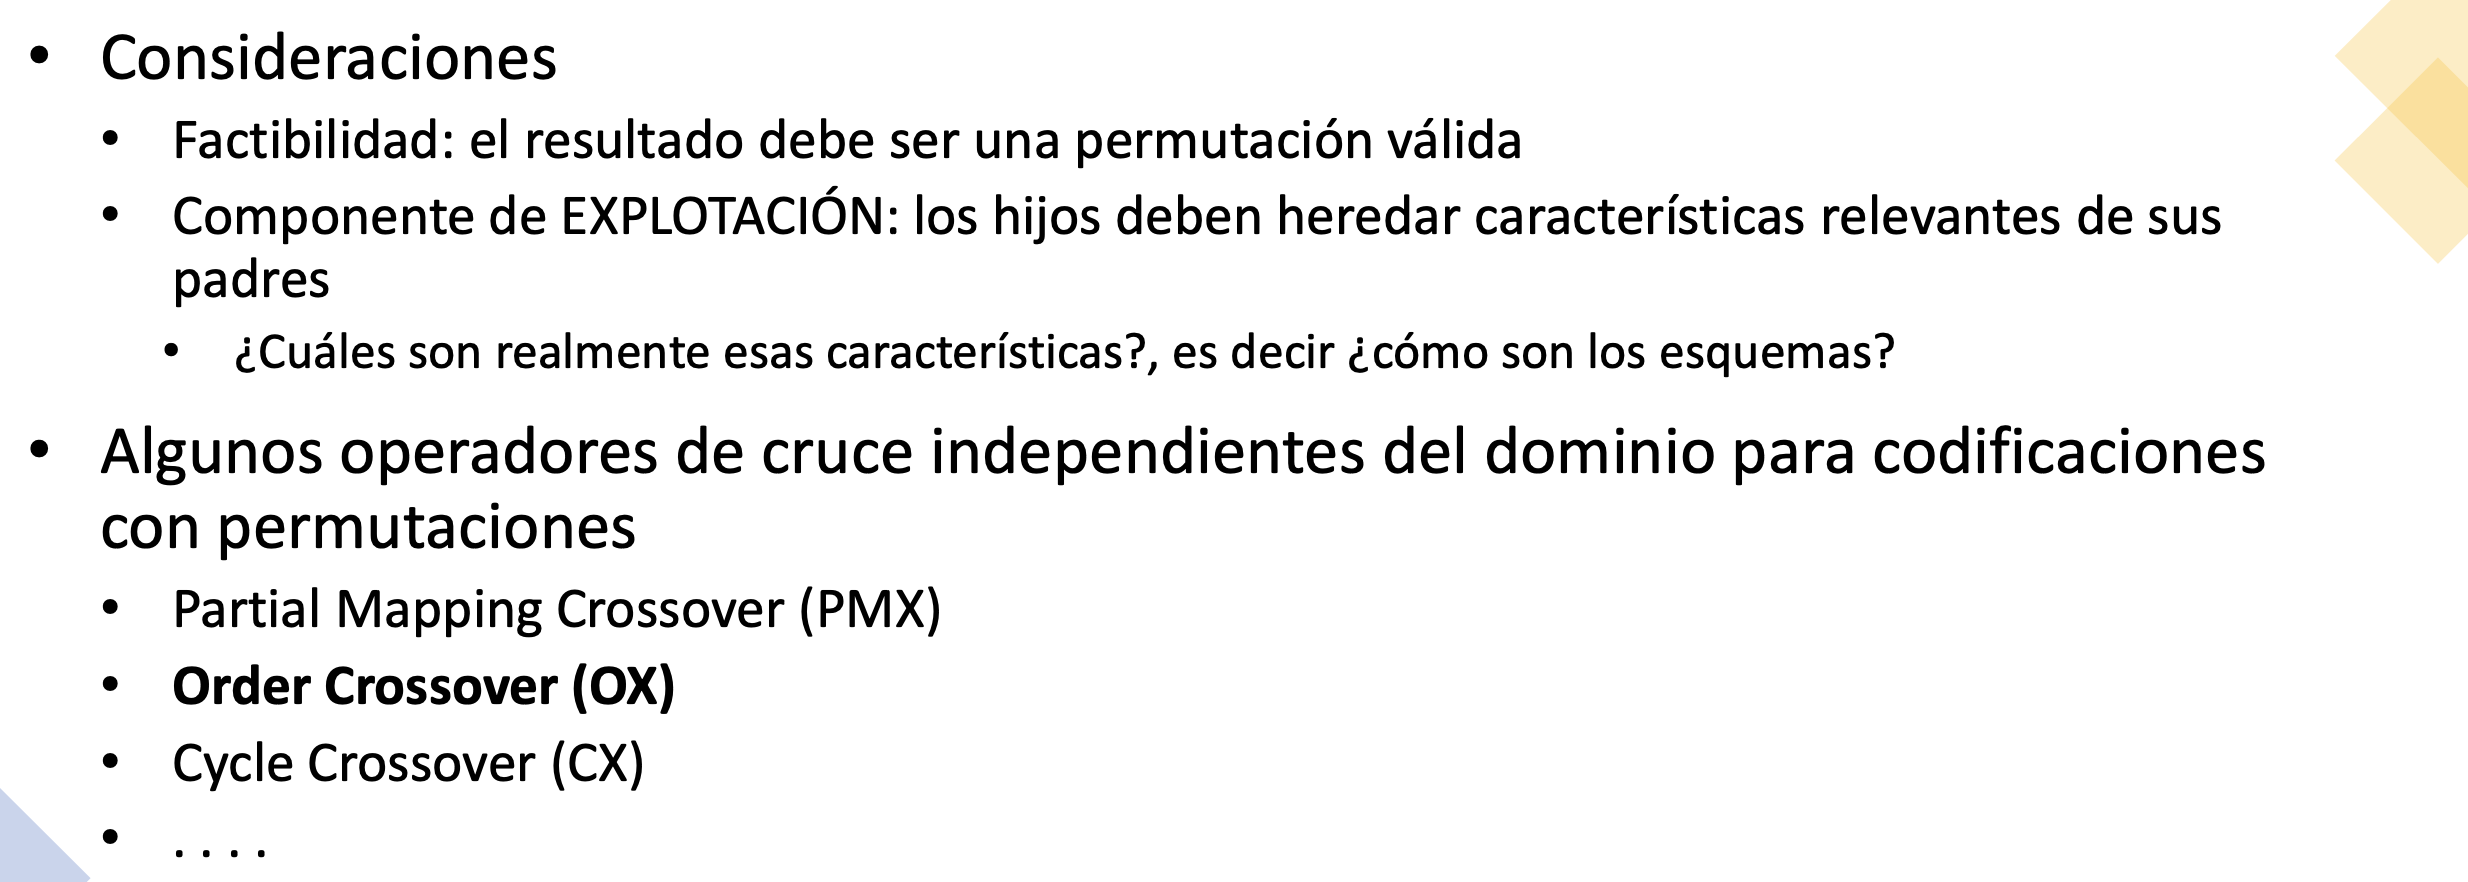 • Consideraciones
• Factibilidad: el resultado debe ser una permutación válida
• Componente de EXPLOTACIÓN: los hijos deben heredar características relevantes de sus
padres
• ¿Cuáles son realmente esas características?, es decir ¿cómo son los esquemas?
• Algunos operadores de cruce independientes del dominio para codificaciones
con permutaciones
• Partial Mapping Crossover (PMX)
• Order Crossover (OX)
• Cycle Crossover (CX)
• . . . .